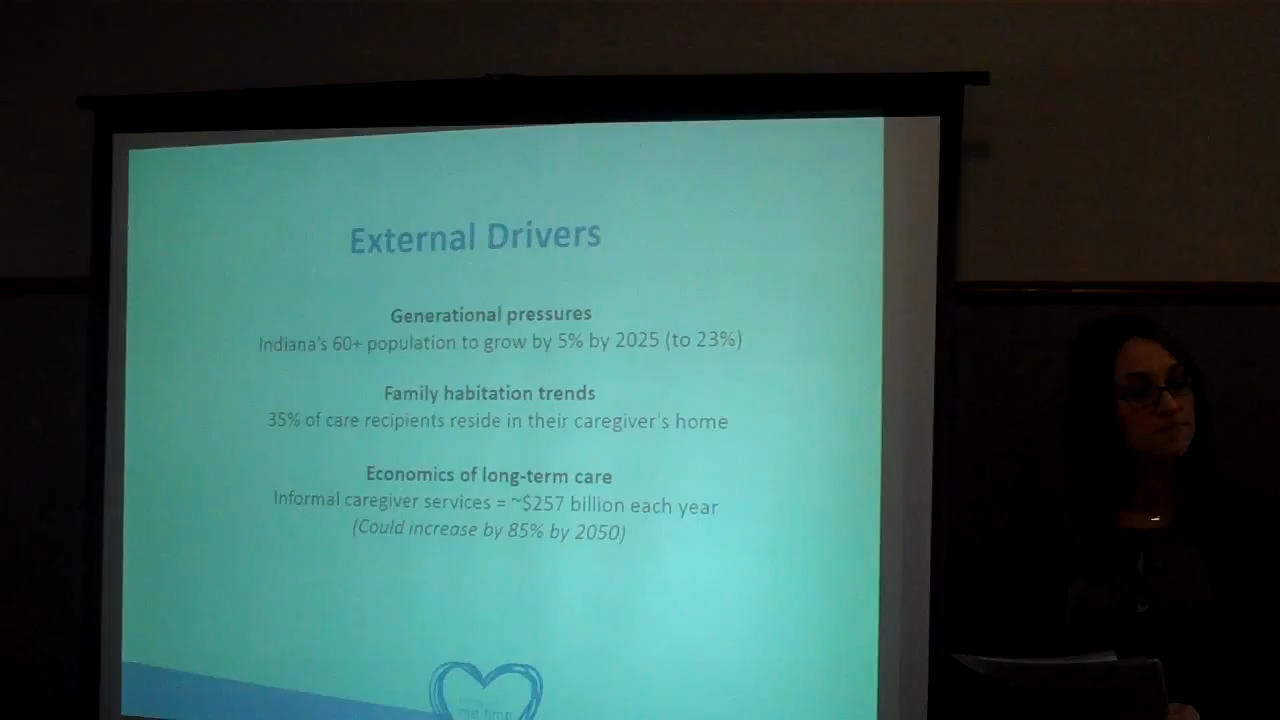 External Drivers
Generational pressures
Indiana's 60+ population to grow by 5% by 2025 (to 23%)
Family habitation trends
35% of care recipients reside in their caregiver's home
Economics of long-term care
Informal caregiver services = ~$257 billion each year
(Could increase by 85% by 2050)
me time